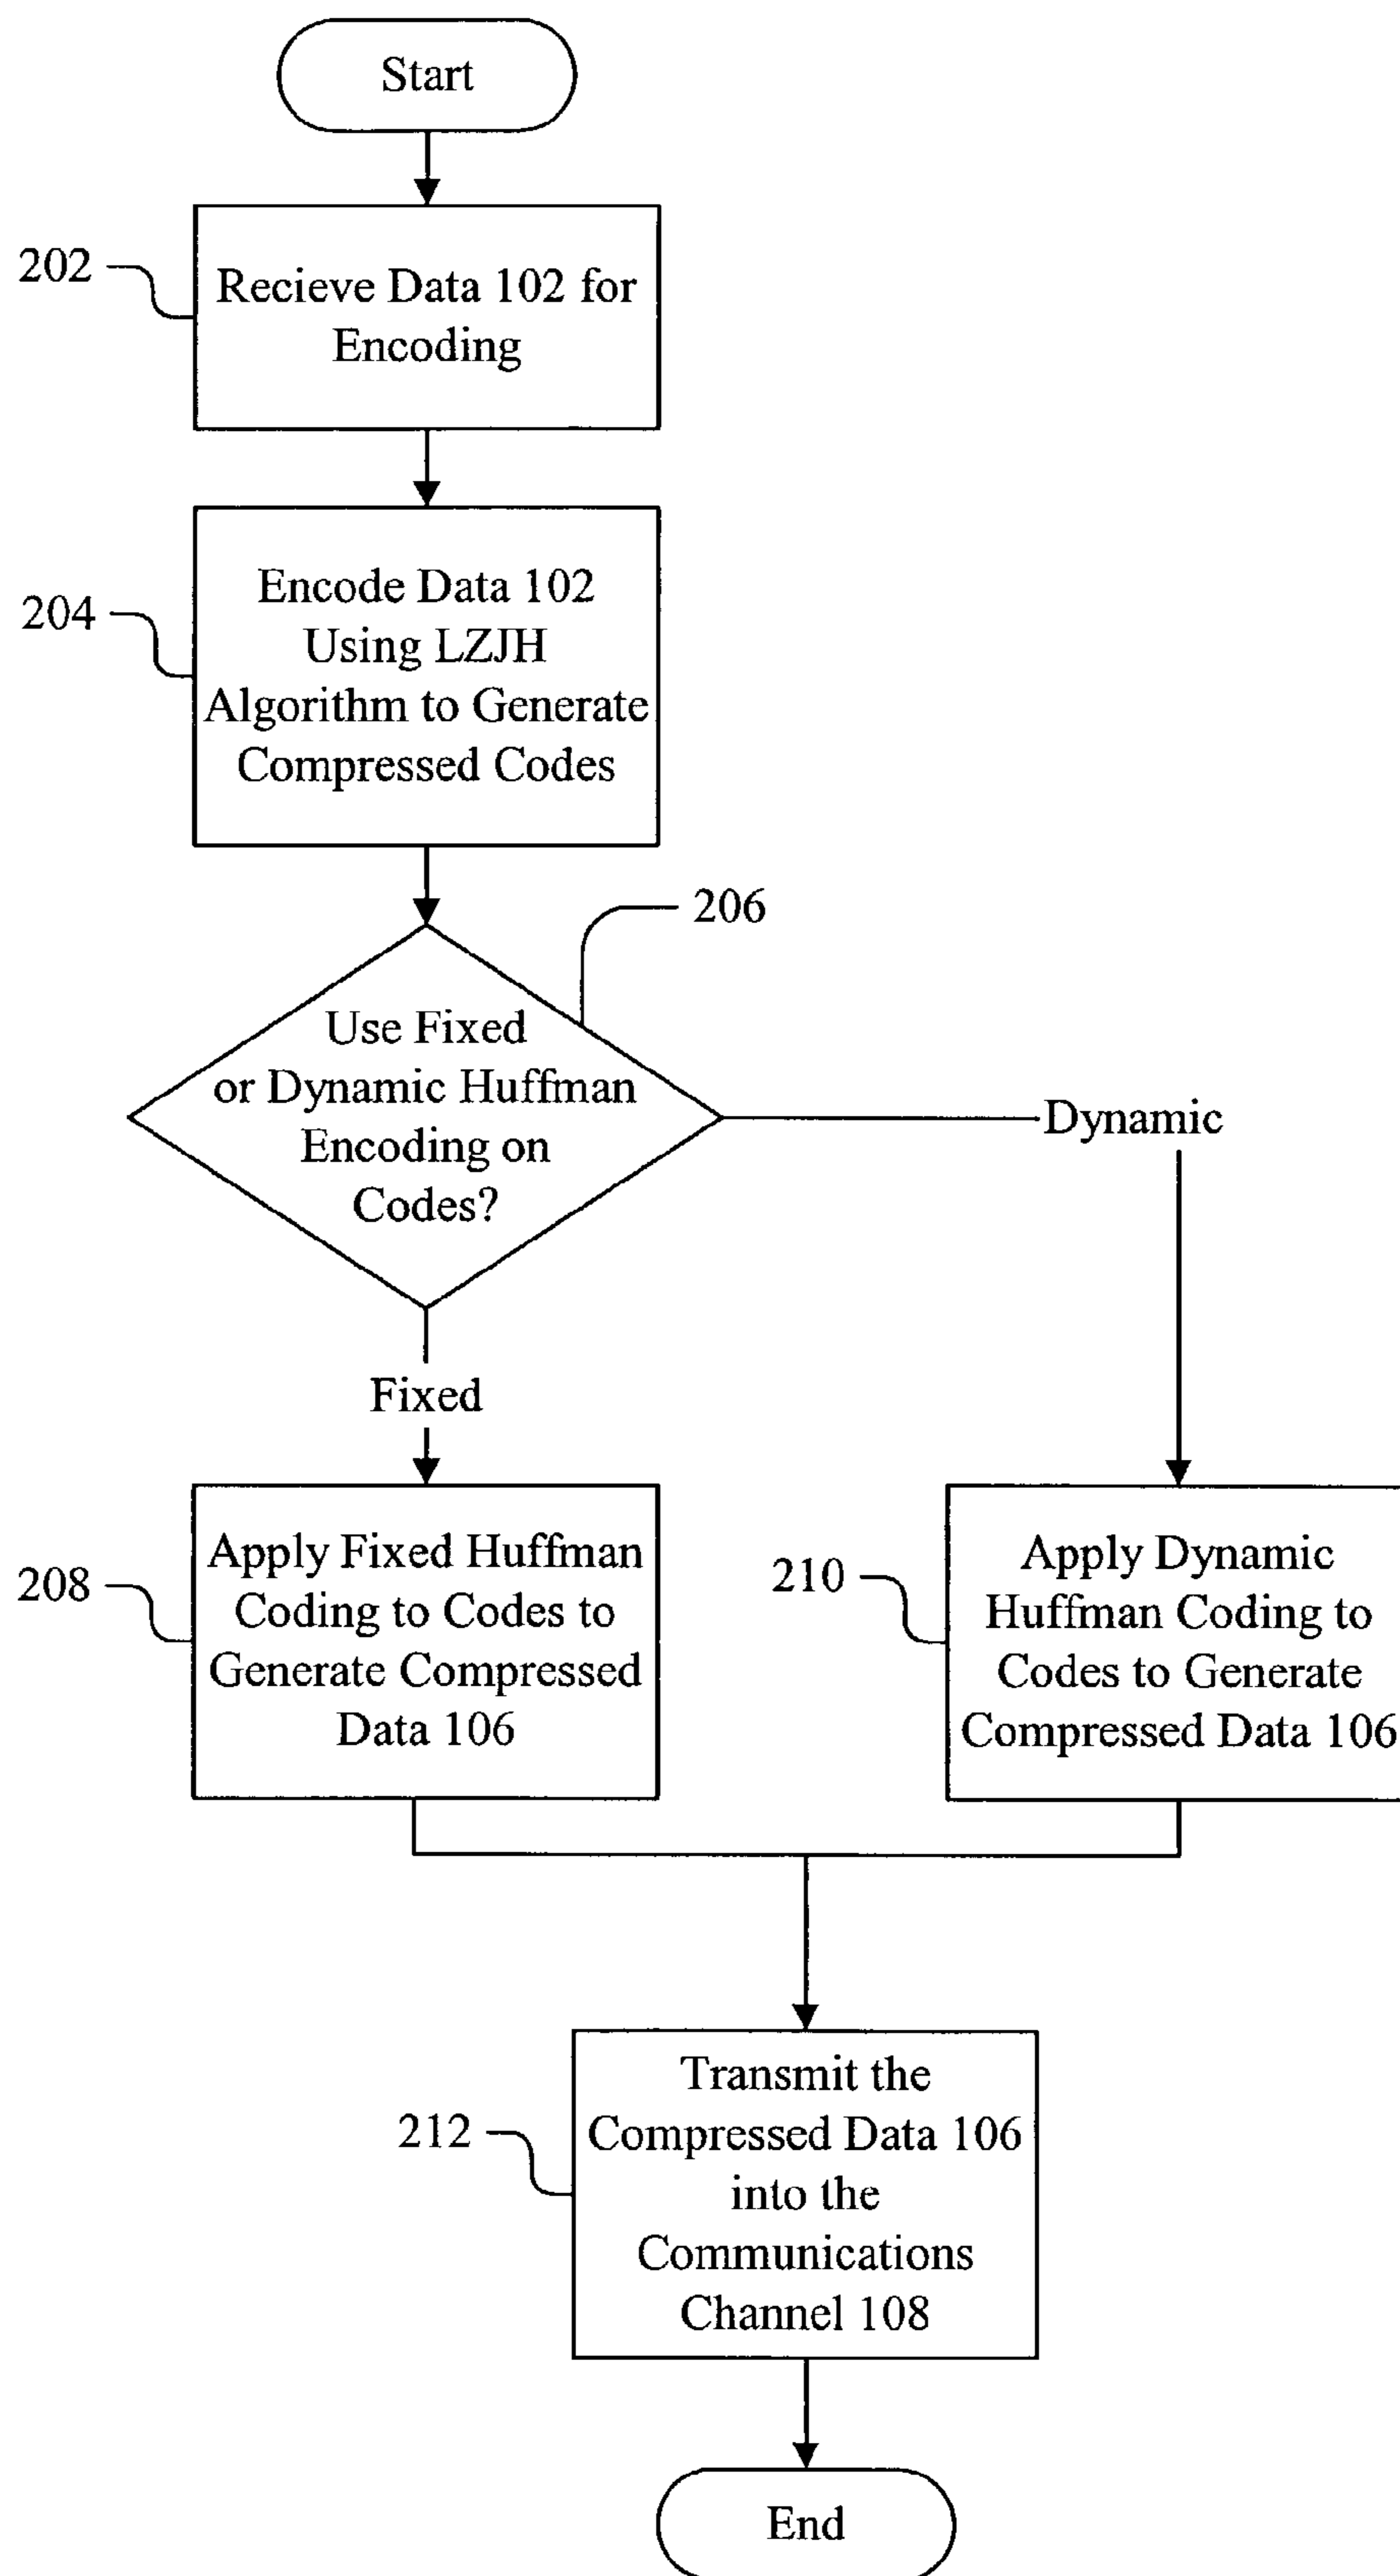 Start
202
Recieve Data 102 for
Encoding
204
Encode Data 102
Using LZJH
Algorithm to Generate
Compressed Codes
206
Use Fixed
or Dynamic Huffman
Encoding on
Codes?
Dynamic
Fixed
208
Apply Fixed Huffman
Coding to Codes to
Generate Compressed
Data 106
210
Apply Dynamic
Huffman Coding to
Codes to Generate
Compressed Data 106
212
Transmit the
Compressed Data 106
into the
Communications
Channel 108
End